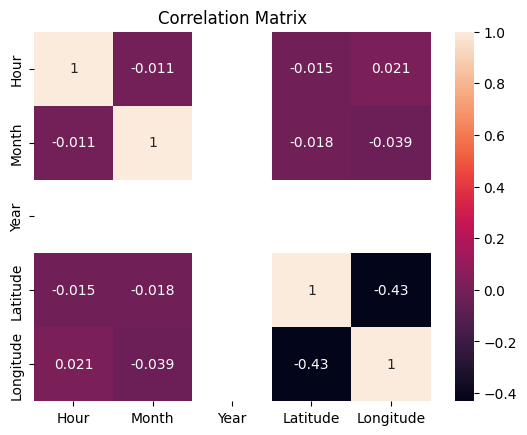 Correlation Matrix
Hour 1 -0.011 -0.015 0.021
Month -0.011 1 -0.018 -0.039
Year
Latitude -0.015 -0.018 1 -0.43
Longitude 0.021 -0.039 -0.43 1
Hour Month Year Latitude Longitude
1.0
0.8
0.6
0.4
0.2
0.0
−0.2
−0.4